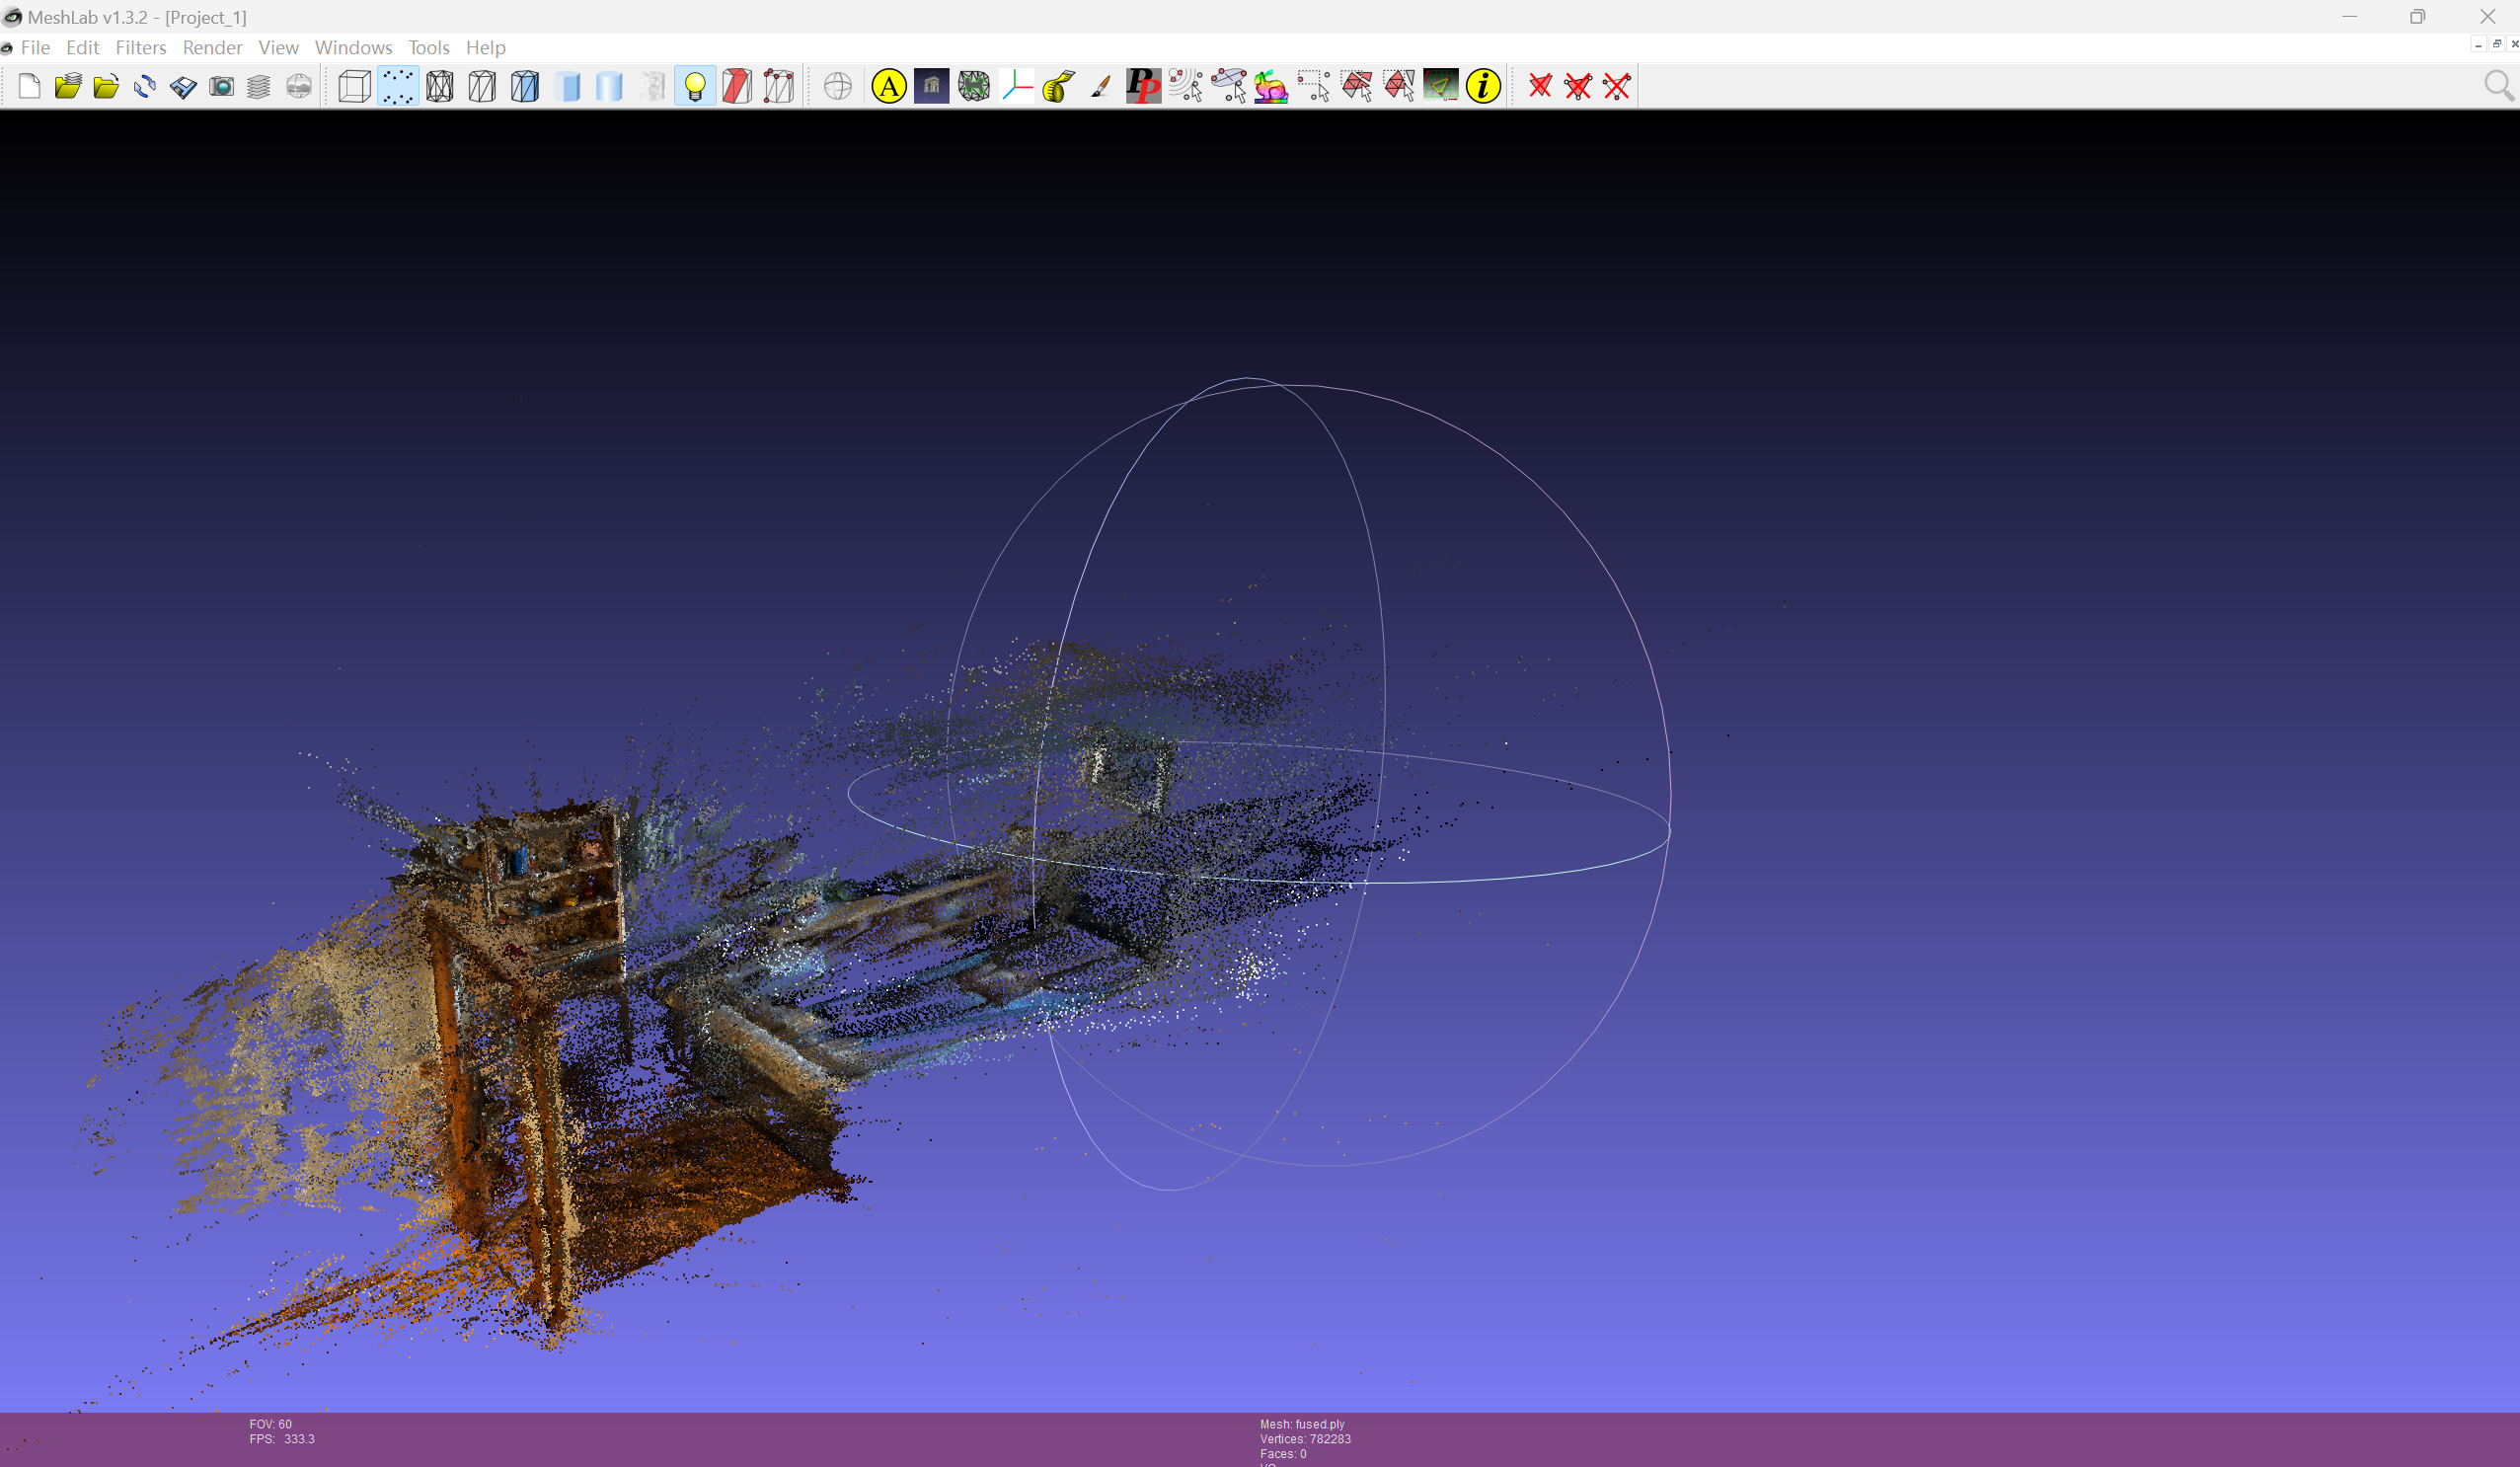 MeshLab v1.3.2 - [Project_1]
File Edit Filters Render View Windows Tools Help
A
PP
i
FOV: 60
FPS: 333.3
Mesh: fused.ply
Vertices: 782283
Faces: 0